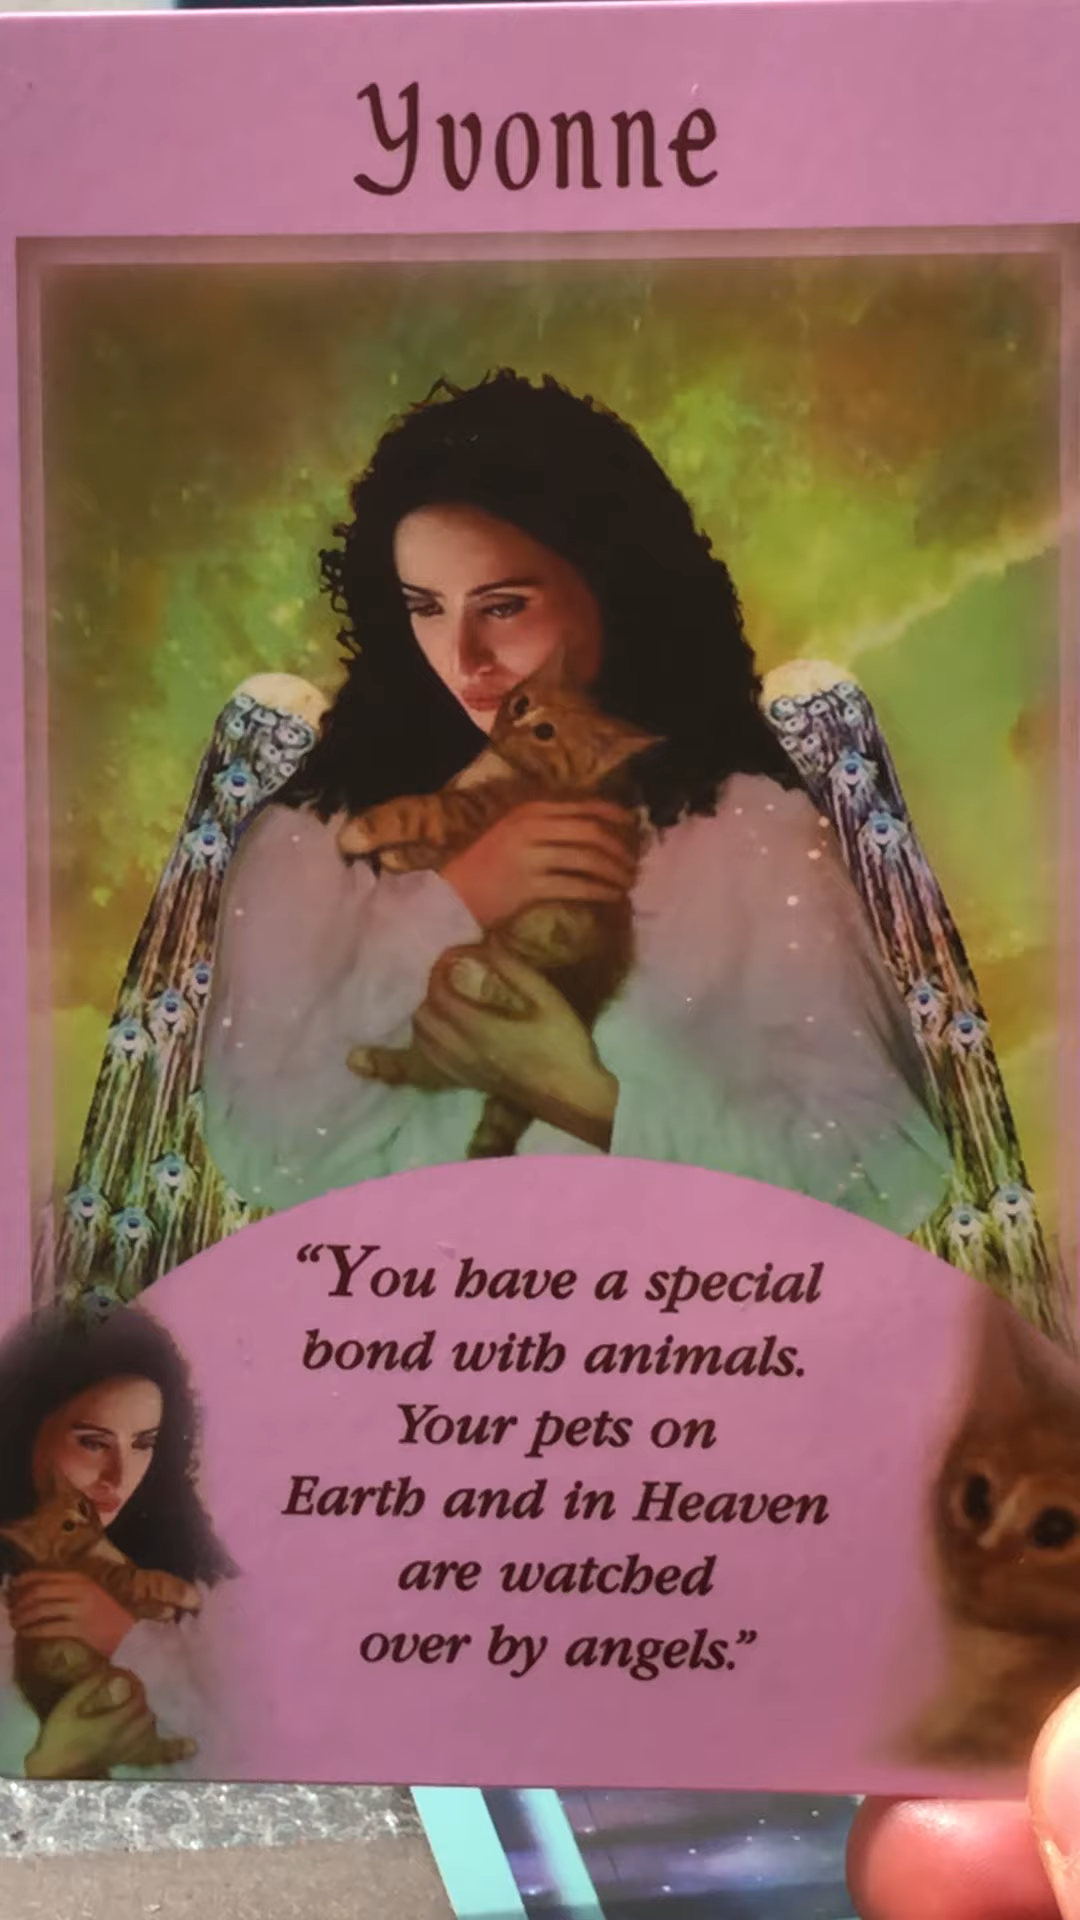 Yvonne
“You have a special
bond with animals.
Your pets on
Earth and in Heaven
are watched
over by angels.”